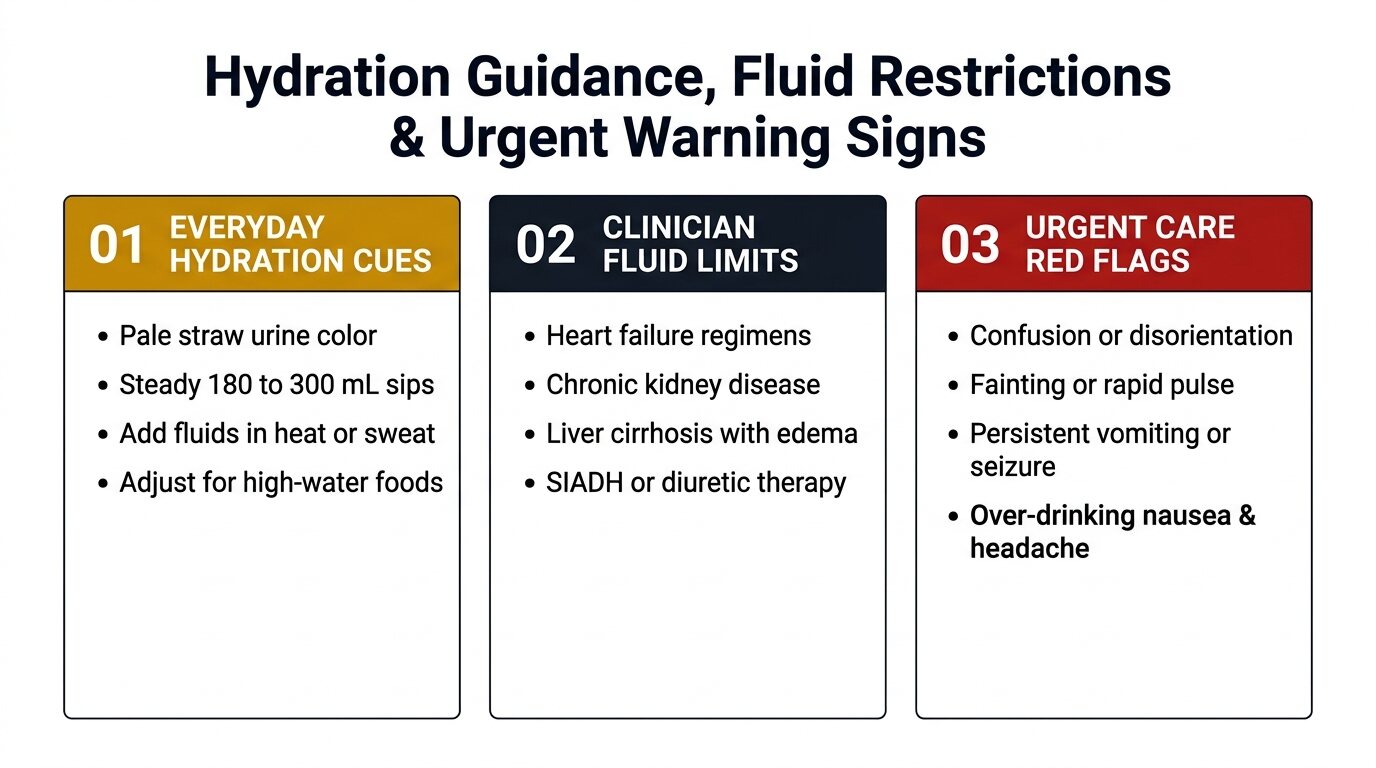 Hydration Guidance, Fluid Restrictions
& Urgent Warning Signs
01
EVERYDAY
HYDRATION CUES
• Pale straw urine color
• Steady 180 to 300 mL sips
• Add fluids in heat or sweat
• Adjust for high-water foods
02
CLINICIAN
FLUID LIMITS
• Heart failure regimens
• Chronic kidney disease
• Liver cirrhosis with edema
• SIADH or diuretic therapy
03
URGENT CARE
RED FLAGS
• Confusion or disorientation
• Fainting or rapid pulse
• Persistent vomiting or
seizure
• Over-drinking nausea &
headache